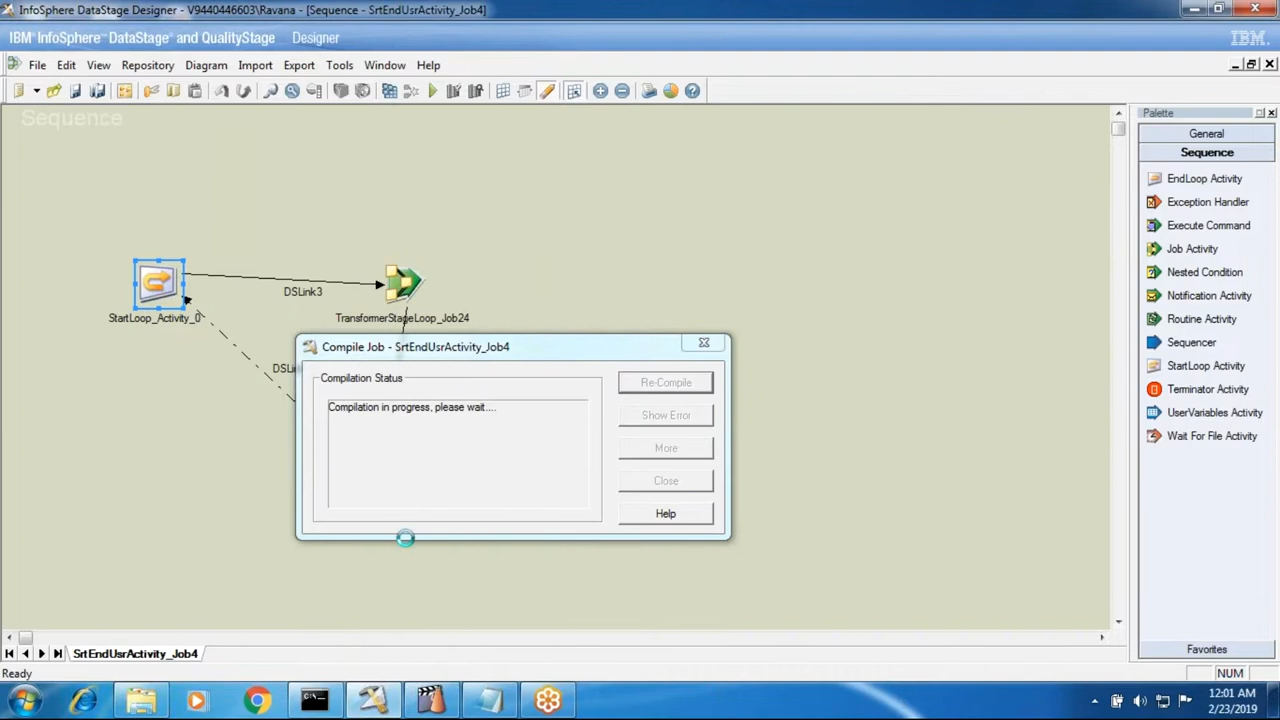 InfoSphere DataStage Designer - V9440446603\Ravana - [Sequence - SrtEndUsrActivity_Job4]
IBM InfoSphere DataStage and QualityStage Designer
IBM.
File Edit View Repository Diagram Import Export Tools Window Help
Sequence
Palette
General
Sequence
EndLoop Activity
Exception Handler
Execute Command
Job Activity
Nested Condition
Notification Activity
Routine Activity
Sequencer
StartLoop Activity
Terminator Activity
UserVariables Activity
Wait For File Activity
Favorites
DSLink3
StartLoop_Activity_0
TransformerStageLoop_Job24
Compile Job - SrtEndUsrActivity_Job4
Compilation Status
Compilation in progress, please wait....
Re-Compile
Show Error
More
Close
Help
SrtEndUsrActivity_Job4
Ready
NUM
12:01 AM
2/23/2019